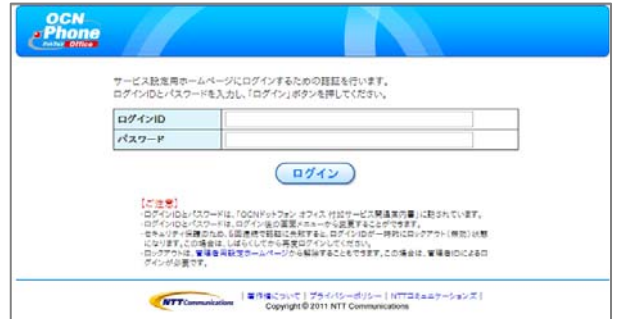 OCN
.Phone
Dot Phone Office
サービス設定用ホームページにログインするための認証を行います。
ログインIDとパスワードを入力し、「ログイン」ボタンを押してください。
ログインID
パスワード
ログイン
【ご注意】
・ログインIDとパスワードは、「OCNドットフォン オフィス 付加サービス開通案内書」に記されています。
・ログインIDとパスワードは、ログイン後の画面メニューから変更することができます。
・セキュリティ保護のため、5回連続で認証に失敗すると、ログインIDが一時的にロックアウト(無効)状態
になります。この場合は、しばらくしてから再度ログインしてください。
・ロックアウトは、管理者用設定ホームページから解除することもできます。この場合は、管理者IDによるロ
グインが必要です。
NTT Communications
| 著作権について | プライバシーポリシー | NTTコミュニケーションズ |
Copyright © 2011 NTT Communications